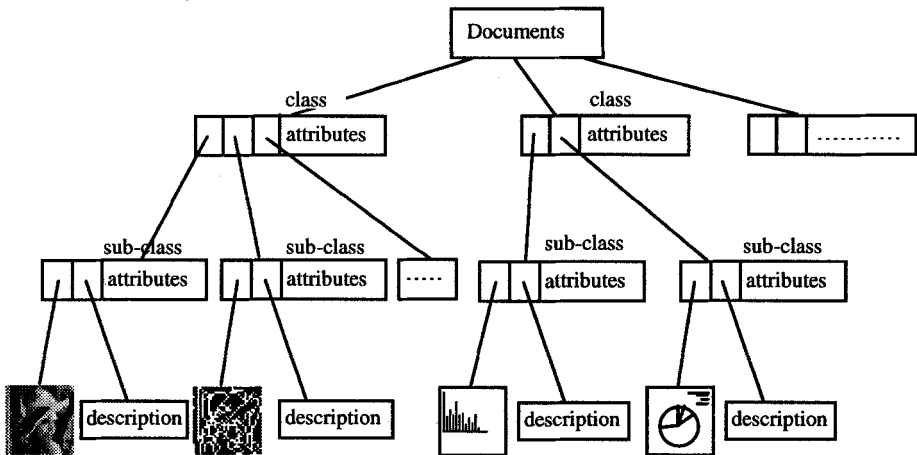 Documents
class
class
attributes
attributes
..................
sub-class
sub-class
sub-class
sub-class
attributes
attributes
.....
attributes
attributes
description
description
description
description